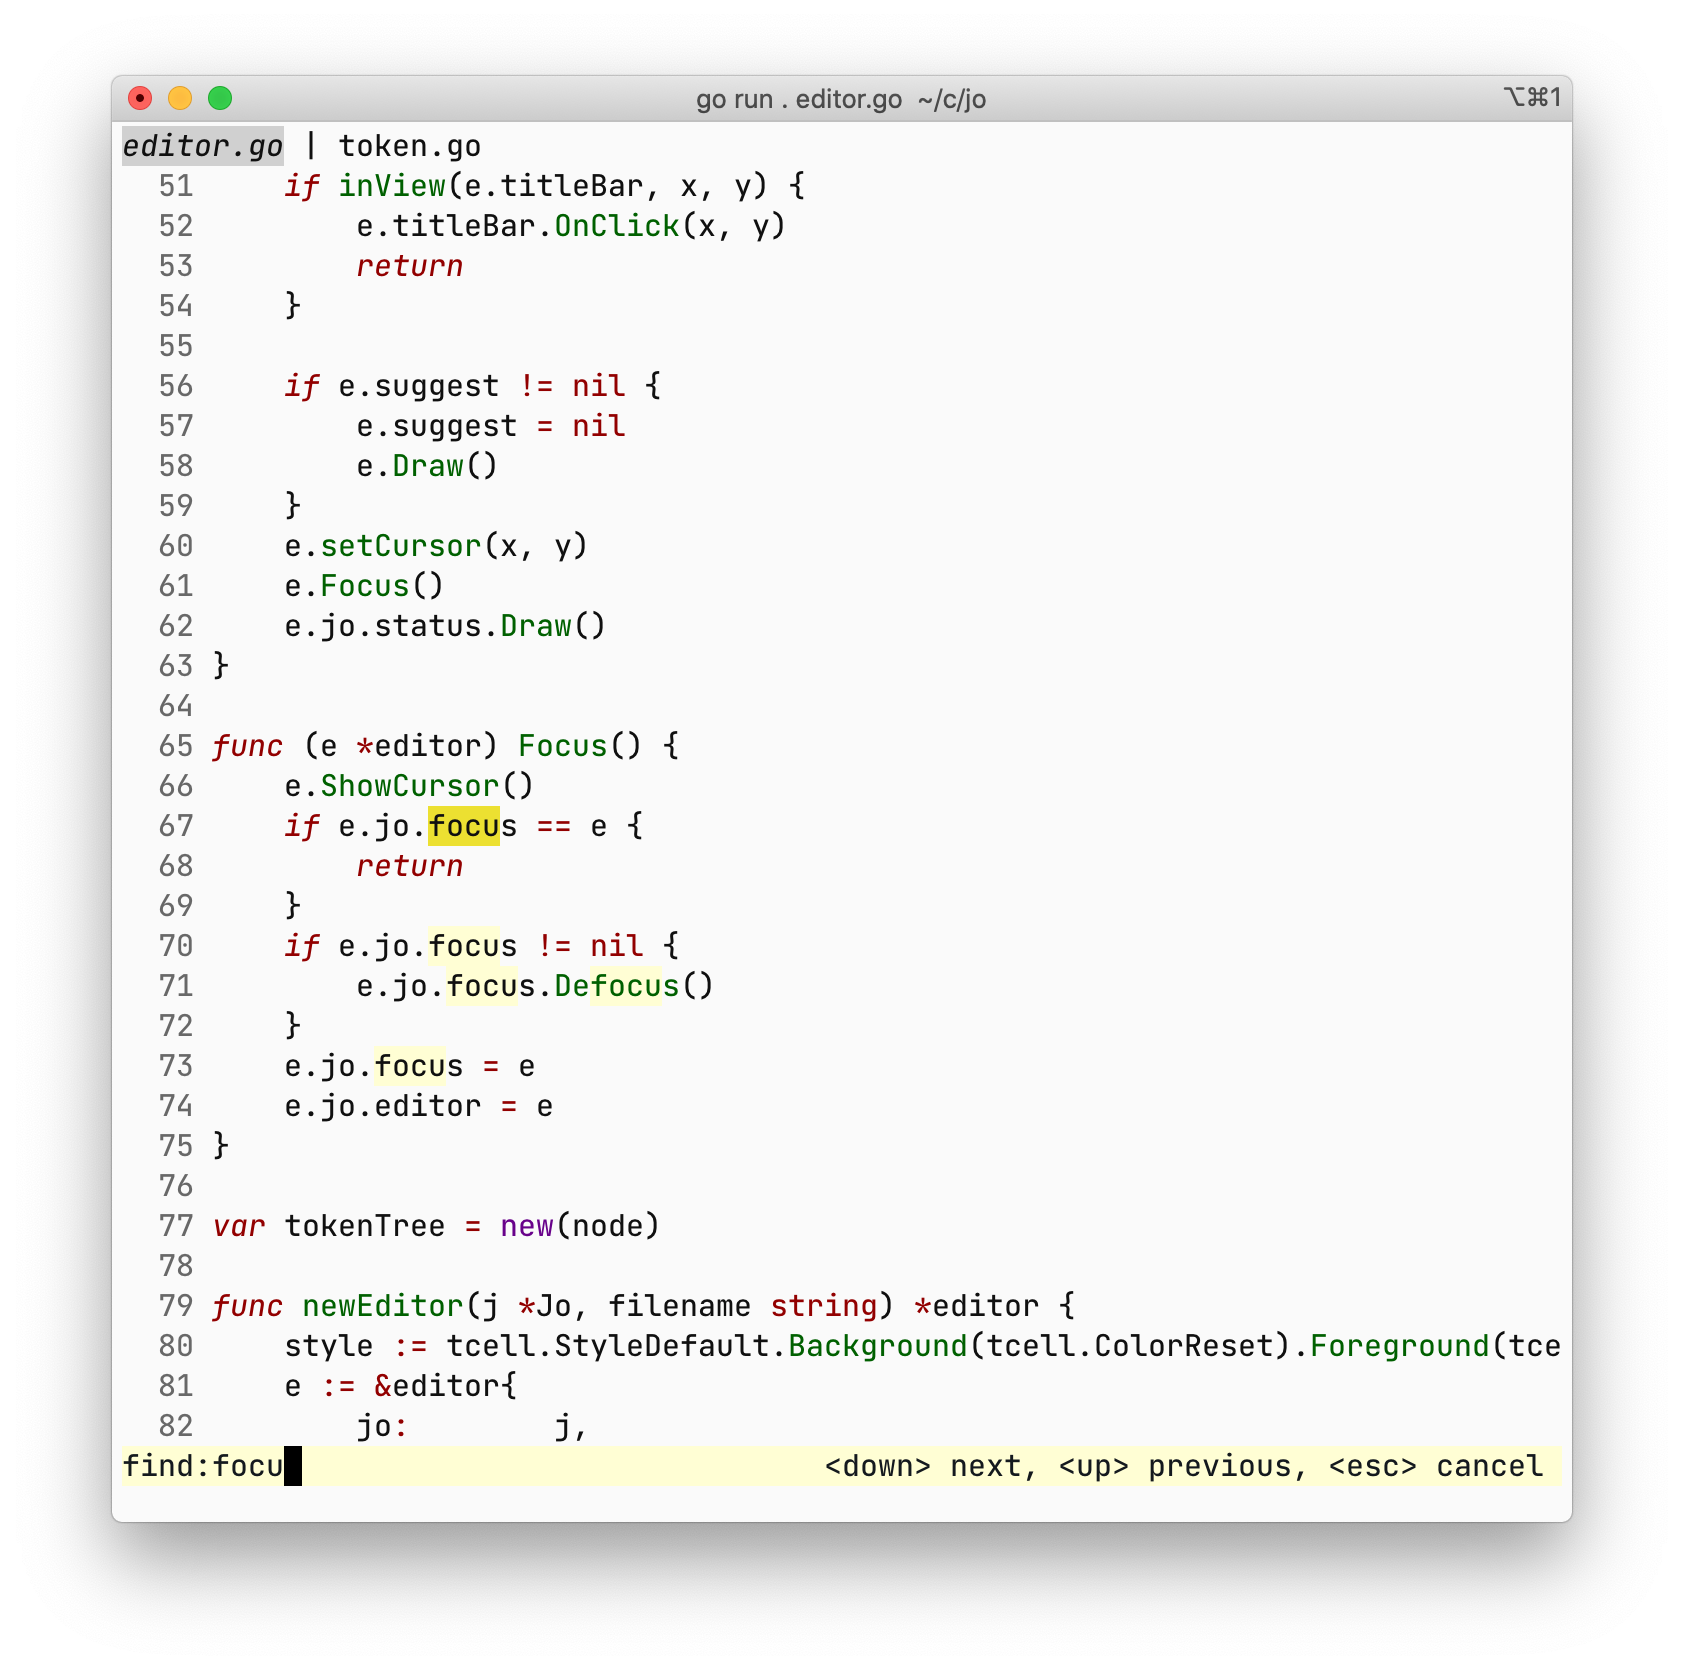 go run . editor.go  ~/c/jo ⌥⌘1
editor.go | token.go
51     if inView(e.titleBar, x, y) {
52         e.titleBar.OnClick(x, y)
53         return
54     }
55
56     if e.suggest != nil {
57         e.suggest = nil
58         e.Draw()
59     }
60     e.setCursor(x, y)
61     e.Focus()
62     e.jo.status.Draw()
63 }
64
65 func (e *editor) Focus() {
66     e.ShowCursor()
67     if e.jo.focus == e {
68         return
69     }
70     if e.jo.focus != nil {
71         e.jo.focus.Defocus()
72     }
73     e.jo.focus = e
74     e.jo.editor = e
75 }
76
77 var tokenTree = new(node)
78
79 func newEditor(j *Jo, filename string) *editor {
80     style := tcell.StyleDefault.Background(tcell.ColorReset).Foreground(tce
81     e := &editor{
82         jo:        j,
find:focu <down> next, <up> previous, <esc> cancel